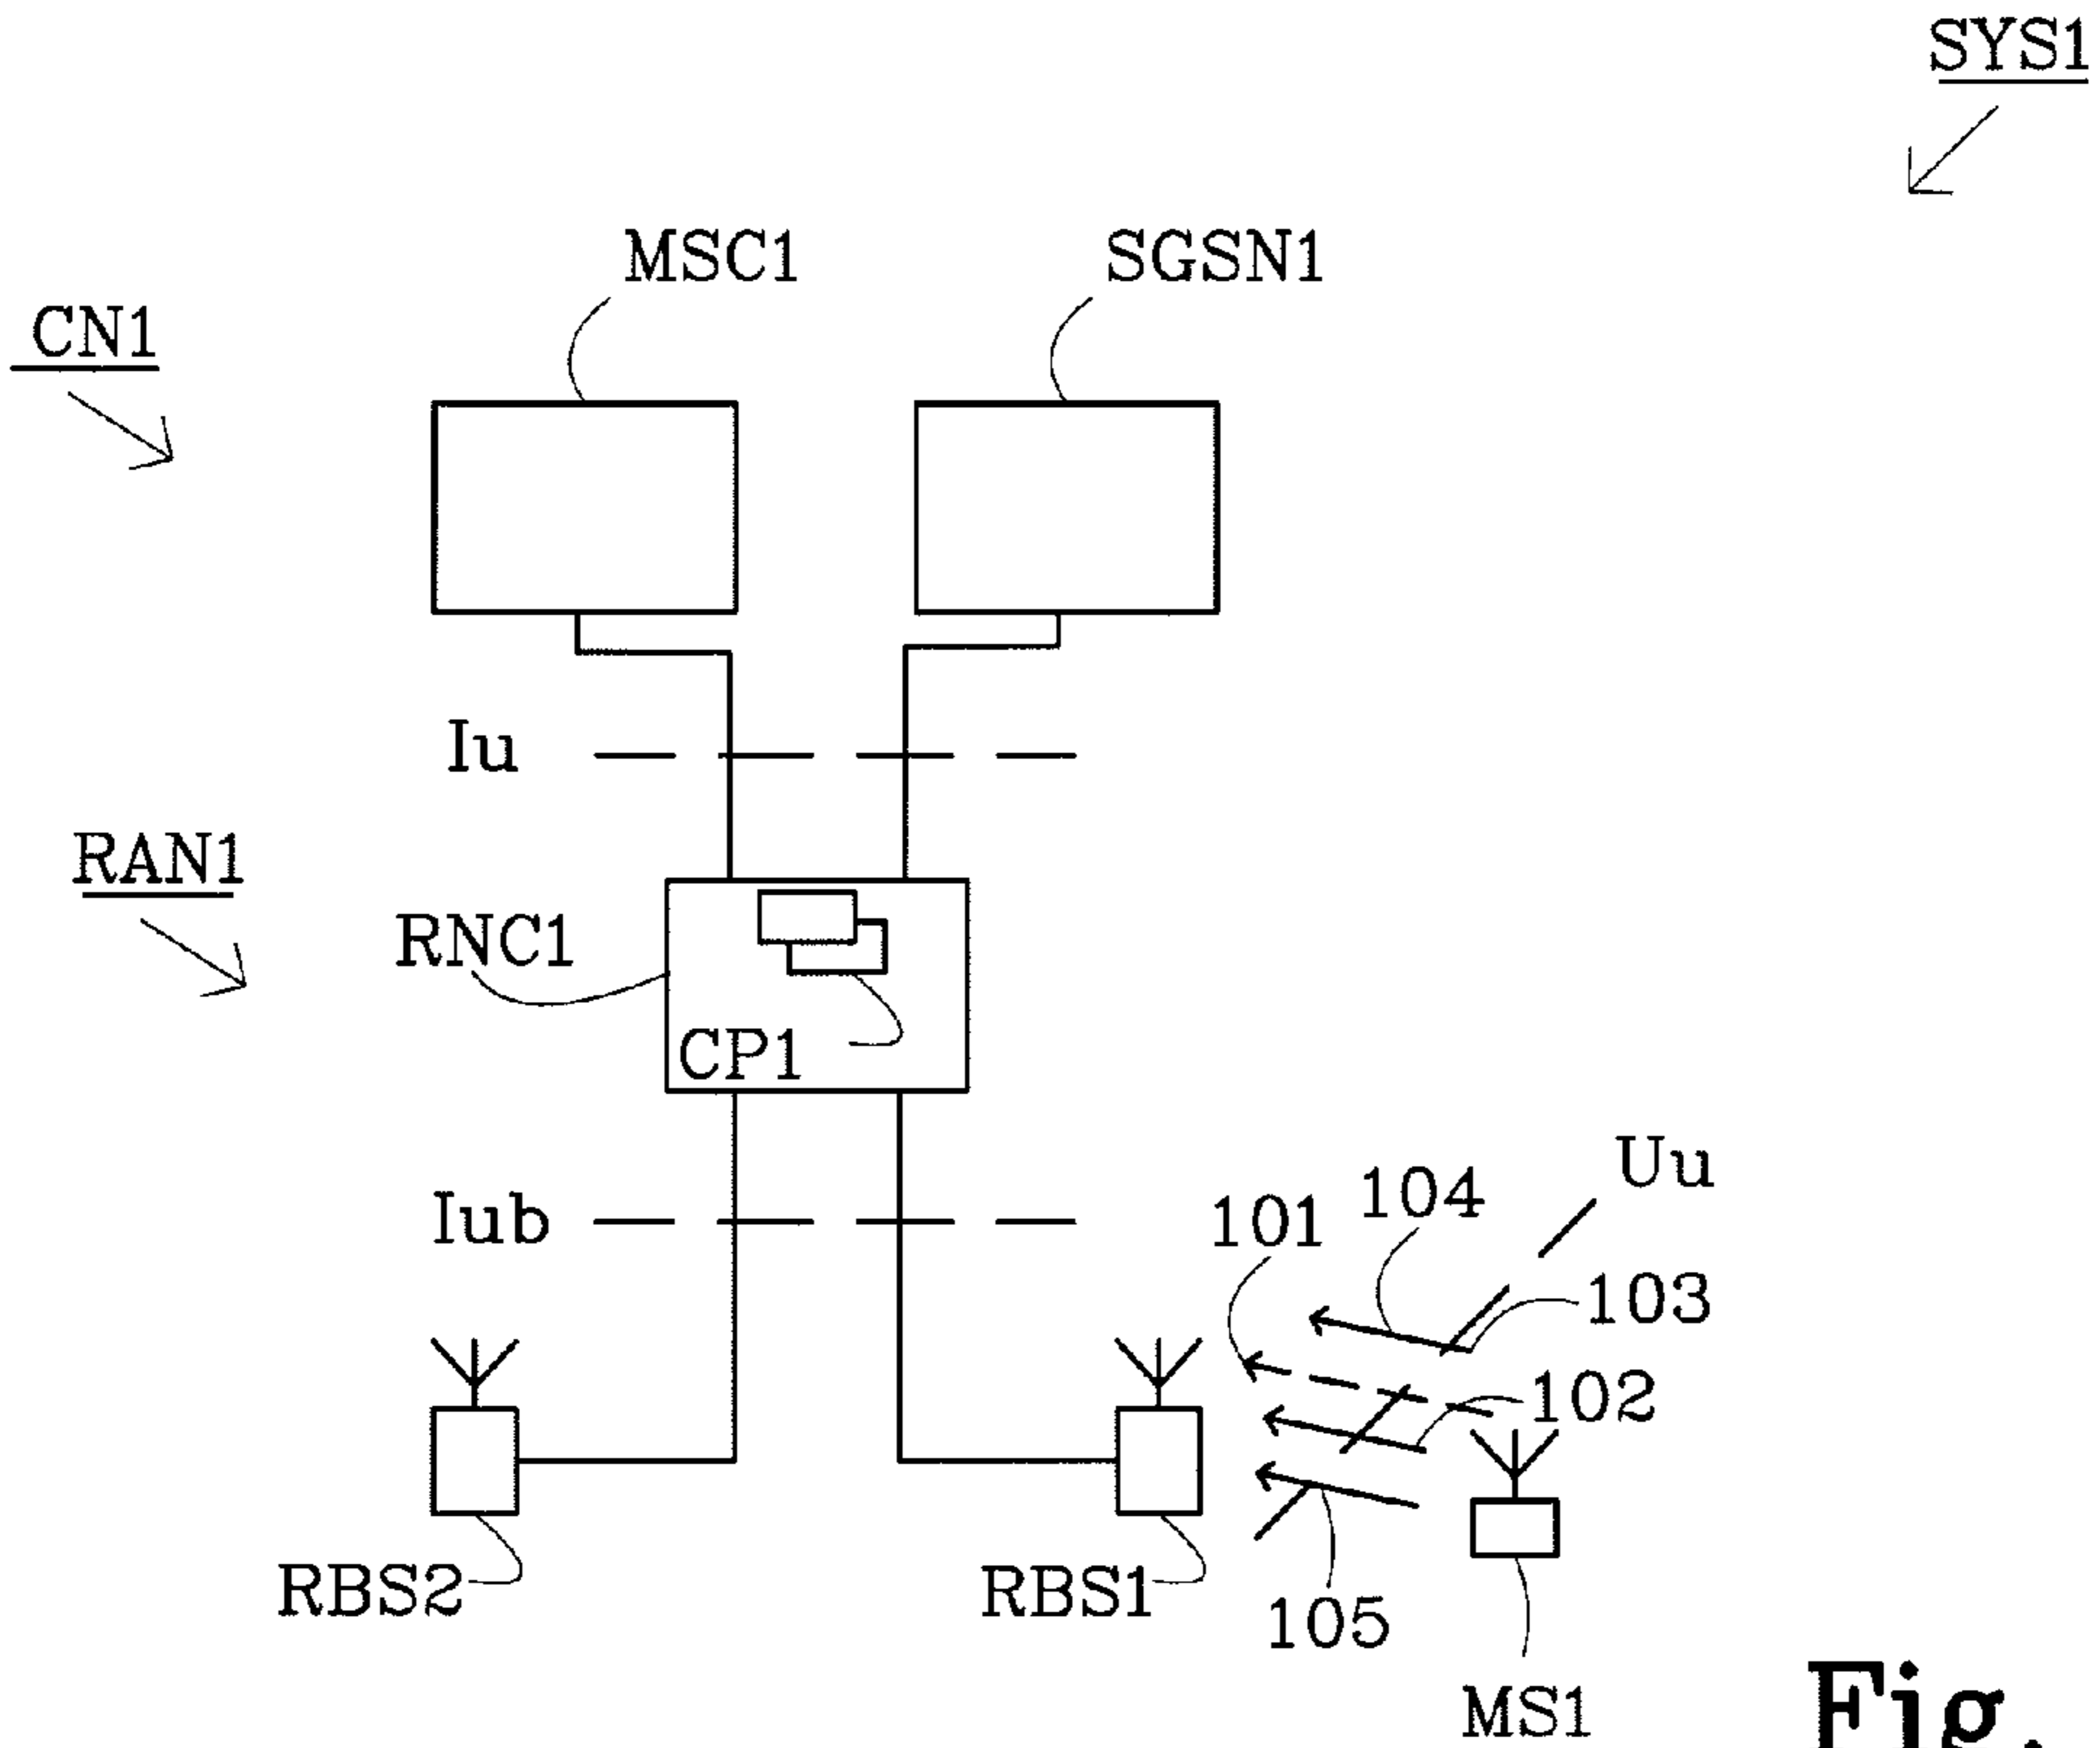 SYS1
MSC1
SGSN1
CN1
Iu
RAN1
RNC1
CP1
Uu
104
Iub
101
103
102
RBS2
RBS1
105
MS1
Fig.